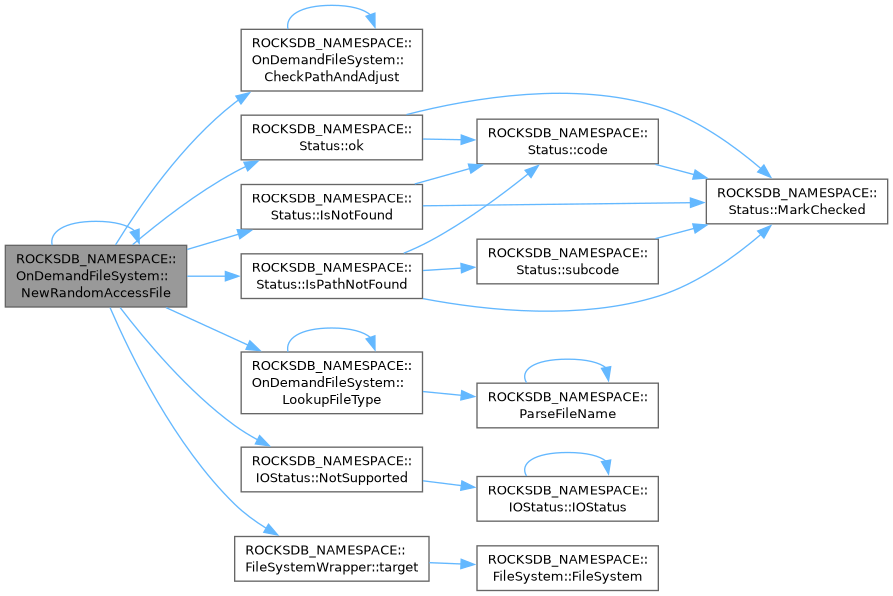 ROCKSDB_NAMESPACE::
OnDemandFileSystem::
NewRandomAccessFile
ROCKSDB_NAMESPACE::
OnDemandFileSystem::
CheckPathAndAdjust
ROCKSDB_NAMESPACE::
Status::ok
ROCKSDB_NAMESPACE::
Status::IsNotFound
ROCKSDB_NAMESPACE::
Status::IsPathNotFound
ROCKSDB_NAMESPACE::
OnDemandFileSystem::
LookupFileType
ROCKSDB_NAMESPACE::
IOStatus::NotSupported
ROCKSDB_NAMESPACE::
FileSystemWrapper::target
ROCKSDB_NAMESPACE::
Status::code
ROCKSDB_NAMESPACE::
Status::subcode
ROCKSDB_NAMESPACE::
ParseFileName
ROCKSDB_NAMESPACE::
IOStatus::IOStatus
ROCKSDB_NAMESPACE::
FileSystem::FileSystem
ROCKSDB_NAMESPACE::
Status::MarkChecked